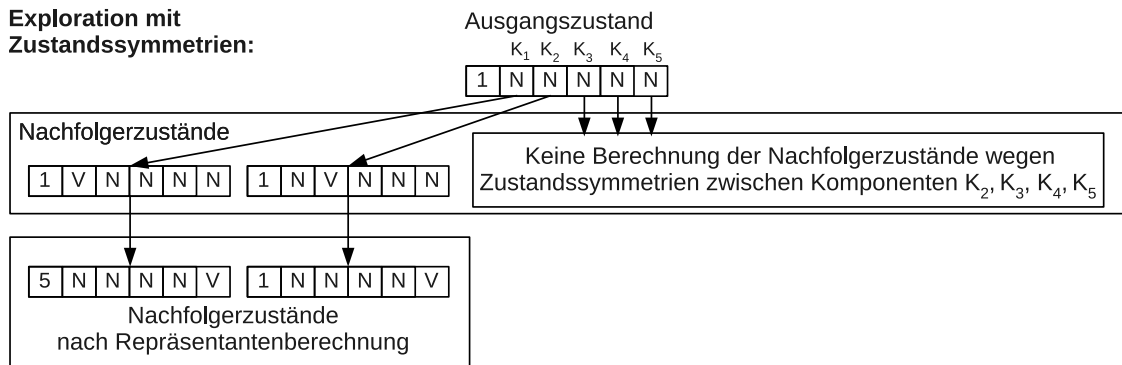 Exploration mit
Zustandssymmetrien:
Ausgangszustand
K₁ K₂ K₃ K₄ K₅
1 N N N N N
Nachfolgerzustände
1 V N N N N
1 N V N N N
Keine Berechnung der Nachfolgerzustände wegen
Zustandssymmetrien zwischen Komponenten K₂, K₃, K₄, K₅
5 N N N N V
1 N N N N V
Nachfolgerzustände
nach Repräsentantenberechnung